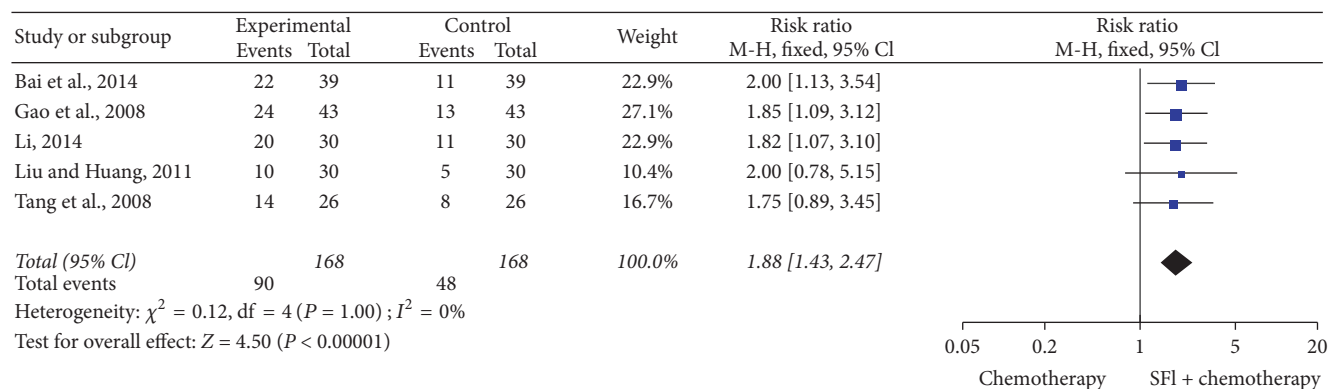 Study or subgroup Experimental Control Weight Risk ratio Risk ratio
Events Total Events Total M-H, fixed, 95% Cl M-H, fixed, 95% Cl
Bai et al., 2014 22 39 11 39 22.9% 2.00 [1.13, 3.54]
Gao et al., 2008 24 43 13 43 27.1% 1.85 [1.09, 3.12]
Li, 2014 20 30 11 30 22.9% 1.82 [1.07, 3.10]
Liu and Huang, 2011 10 30 5 30 10.4% 2.00 [0.78, 5.15]
Tang et al., 2008 14 26 8 26 16.7% 1.75 [0.89, 3.45]
Total (95% Cl) 168 168 100.0% 1.88 [1.43, 2.47]
Total events 90 48
Heterogeneity: χ² = 0.12, df = 4 (P = 1.00) ; I² = 0%
Test for overall effect: Z = 4.50 (P < 0.00001)
0.05 0.2 1 5 20
Chemotherapy SFl + chemotherapy